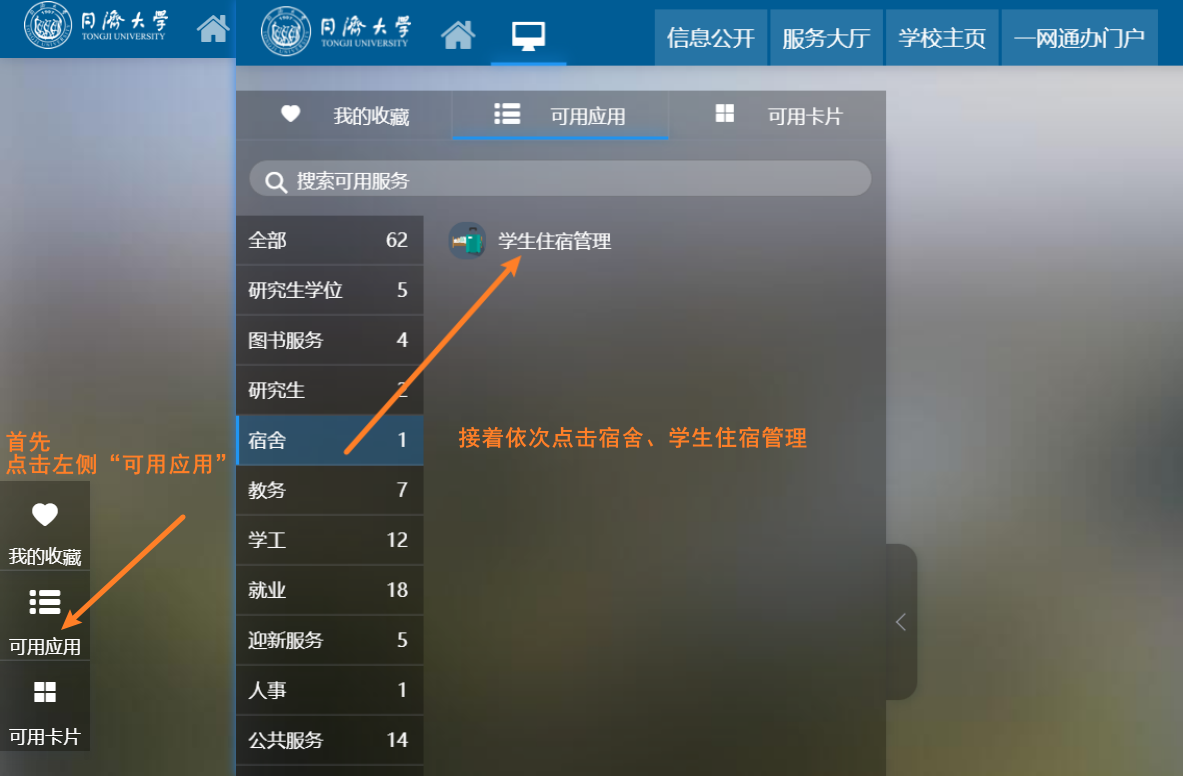 同濟大學
TONGJI UNIVERSITY
同濟大學
TONGJI UNIVERSITY
信息公开
服务大厅
学校主页
一网通办门户
我的收藏
可用应用
可用卡片
搜索可用服务
全部 62
学生住宿管理
研究生学位 5
图书服务 4
研究生 2
宿舍 1
接着依次点击宿舍、学生住宿管理
教务 7
学工 12
就业 18
迎新服务 5
人事 1
公共服务 14
首先
点击左侧“可用应用”
我的收藏
可用应用
可用卡片